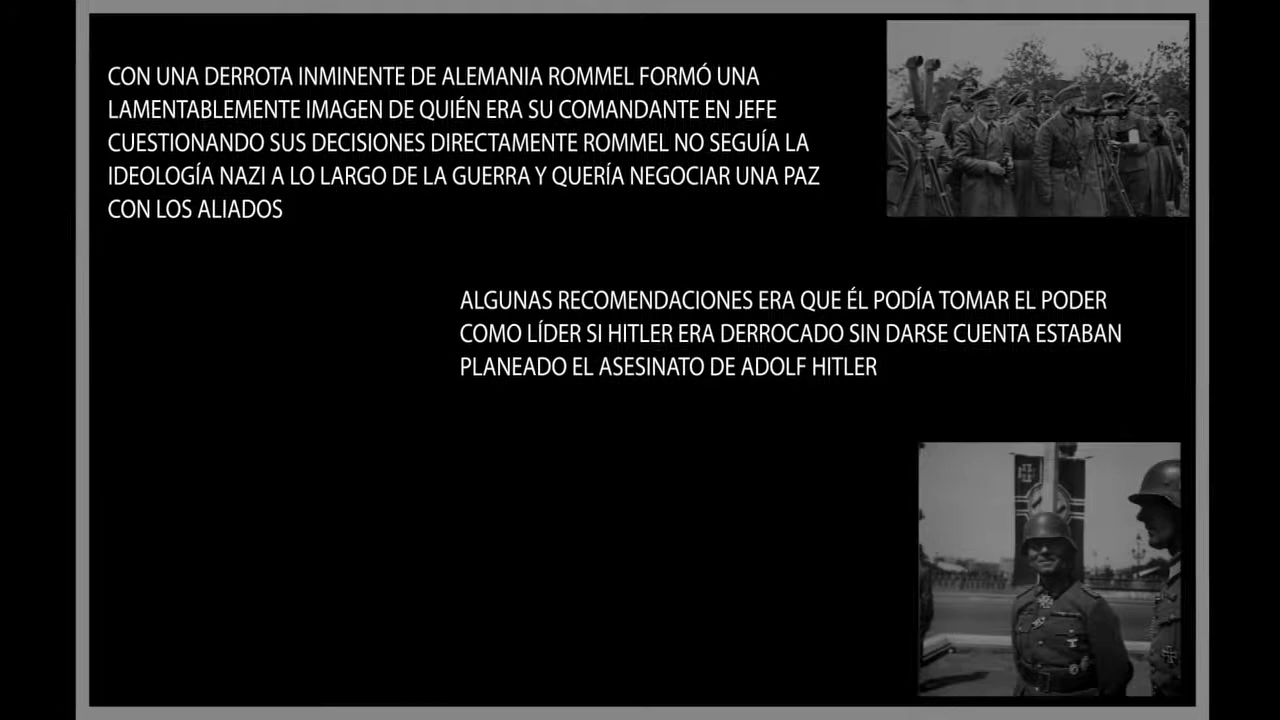 CON UNA DERROTA INMINENTE DE ALEMANIA ROMMEL FORMÓ UNA
LAMENTABLEMENTE IMAGEN DE QUIÉN ERA SU COMANDANTE EN JEFE
CUESTIONANDO SUS DECISIONES DIRECTAMENTE ROMMEL NO SEGUÍA LA
IDEOLOGÍA NAZI A LO LARGO DE LA GUERRA Y QUERÍA NEGOCIAR UNA PAZ
CON LOS ALIADOS
ALGUNAS RECOMENDACIONES ERA QUE ÉL PODÍA TOMAR EL PODER
COMO LÍDER SI HITLER ERA DERROCADO SIN DARSE CUENTA ESTABAN
PLANEADO EL ASESINATO DE ADOLF HITLER